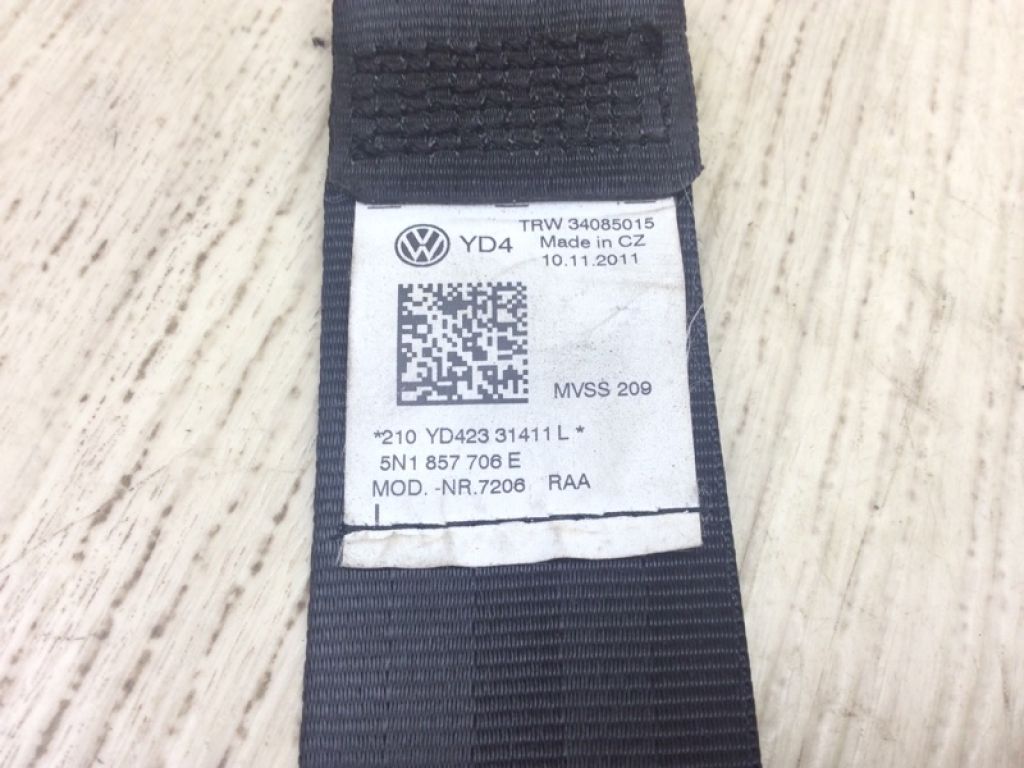 YD4
TRW 34085015
Made in CZ
10.11.2011
MVSS 209
*210 YD423 31411 L *
5N1 857 706 E
MOD. -NR.7206 RAA